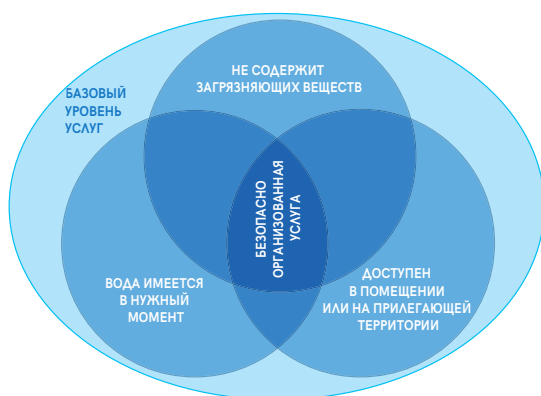 НЕ СОДЕРЖИТ
ЗАГРЯЗНЯЮЩИХ ВЕЩЕСТВ
БАЗОВЫЙ
УРОВЕНЬ
УСЛУГ
БЕЗОПАСНО
ОРГАНИЗОВАННАЯ
УСЛУГА
ВОДА ИМЕЕТСЯ
В НУЖНЫЙ
МОМЕНТ
ДОСТУПЕН
В ПОМЕЩЕНИИ
ИЛИ НА ПРИЛЕГАЮЩЕЙ
ТЕРРИТОРИИ